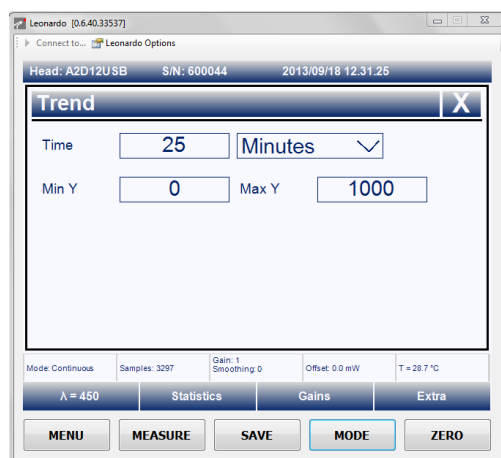 Leonardo [0.6.40.33537]
Connect to... Leonardo Options
Head: A2D12USB S/N: 600044 2013/09/18 12.31.25
Trend X
Time 25 Minutes
Min Y 0 Max Y 1000
Mode: Continuous Samples: 3297 Gain: 1 Offset: 0.0 mW T = 28.7 °C
Smoothing: 0
λ = 450 Statistics Gains Extra
MENU MEASURE SAVE MODE ZERO